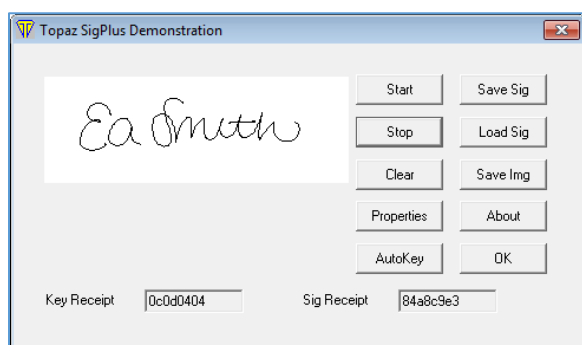 Topaz SigPlus Demonstration
Start Save Sig
Ea Smith
Stop Load Sig
Clear Save Img
Properties About
AutoKey OK
Key Receipt 0c0d0404 Sig Receipt 84a8c9e3